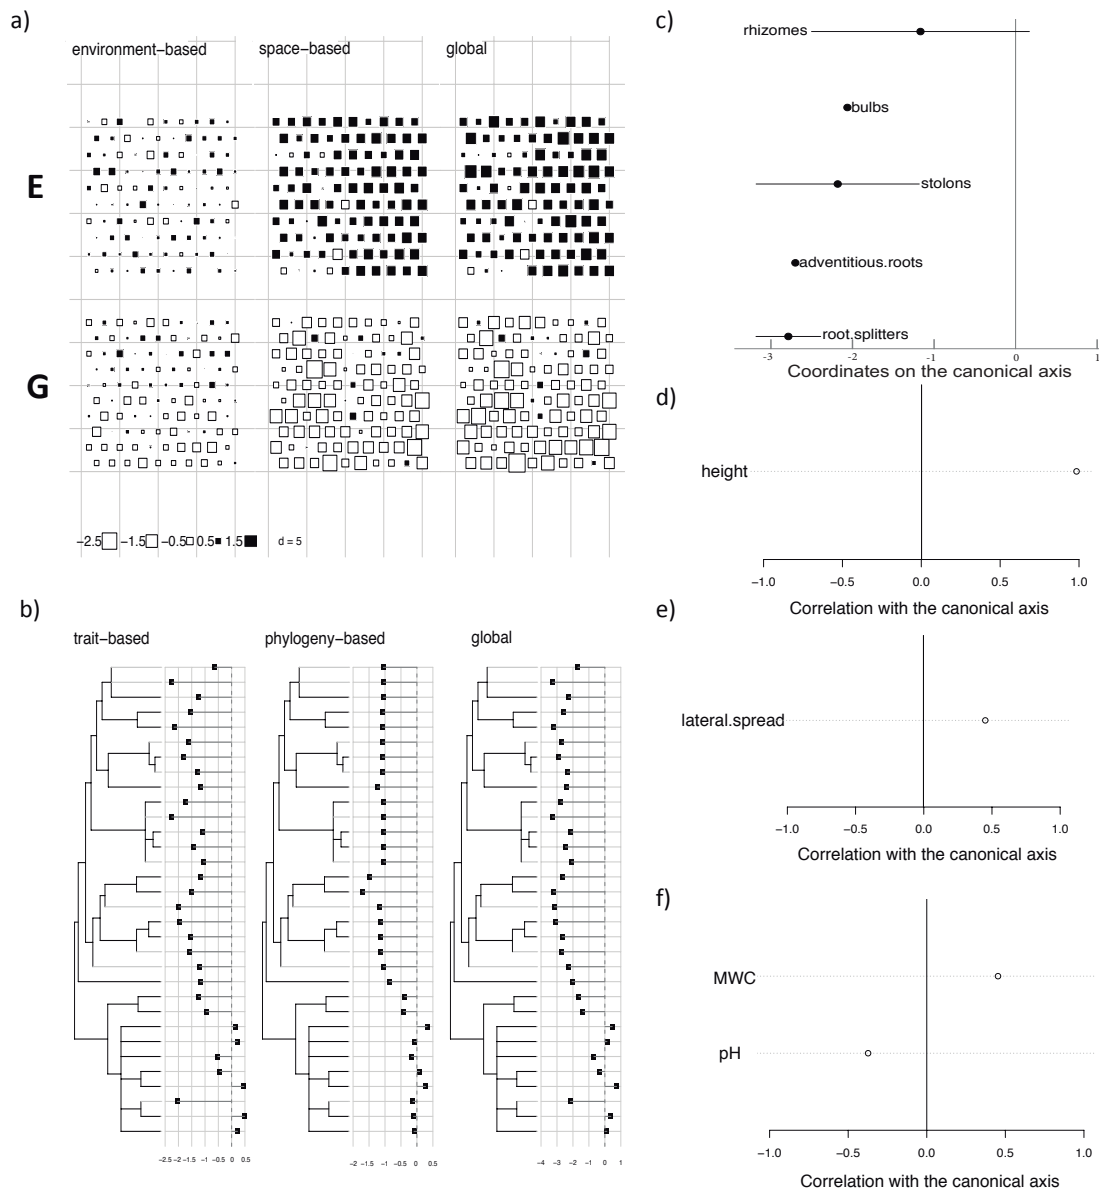 a)
environment−based space−based global
E
G
−2.5 −1.5 −0.5 0.5 1.5 d = 5
b)
trait−based phylogeny−based global
-2.5 -2 -1.5 -1 -0.5 0 0.5
-2 -1.5 -1 -0.5 0 0.5
-4 -3 -2 -1 0 1
c)
rhizomes
bulbs
stolons
adventitious.roots
root.splitters
-3 -2 -1 0 1
Coordinates on the canonical axis
d)
height
−1.0 −0.5 0.0 0.5 1.0
Correlation with the canonical axis
e)
lateral.spread
−1.0 −0.5 0.0 0.5 1.0
Correlation with the canonical axis
f)
MWC
pH
−1.0 −0.5 0.0 0.5 1.0
Correlation with the canonical axis